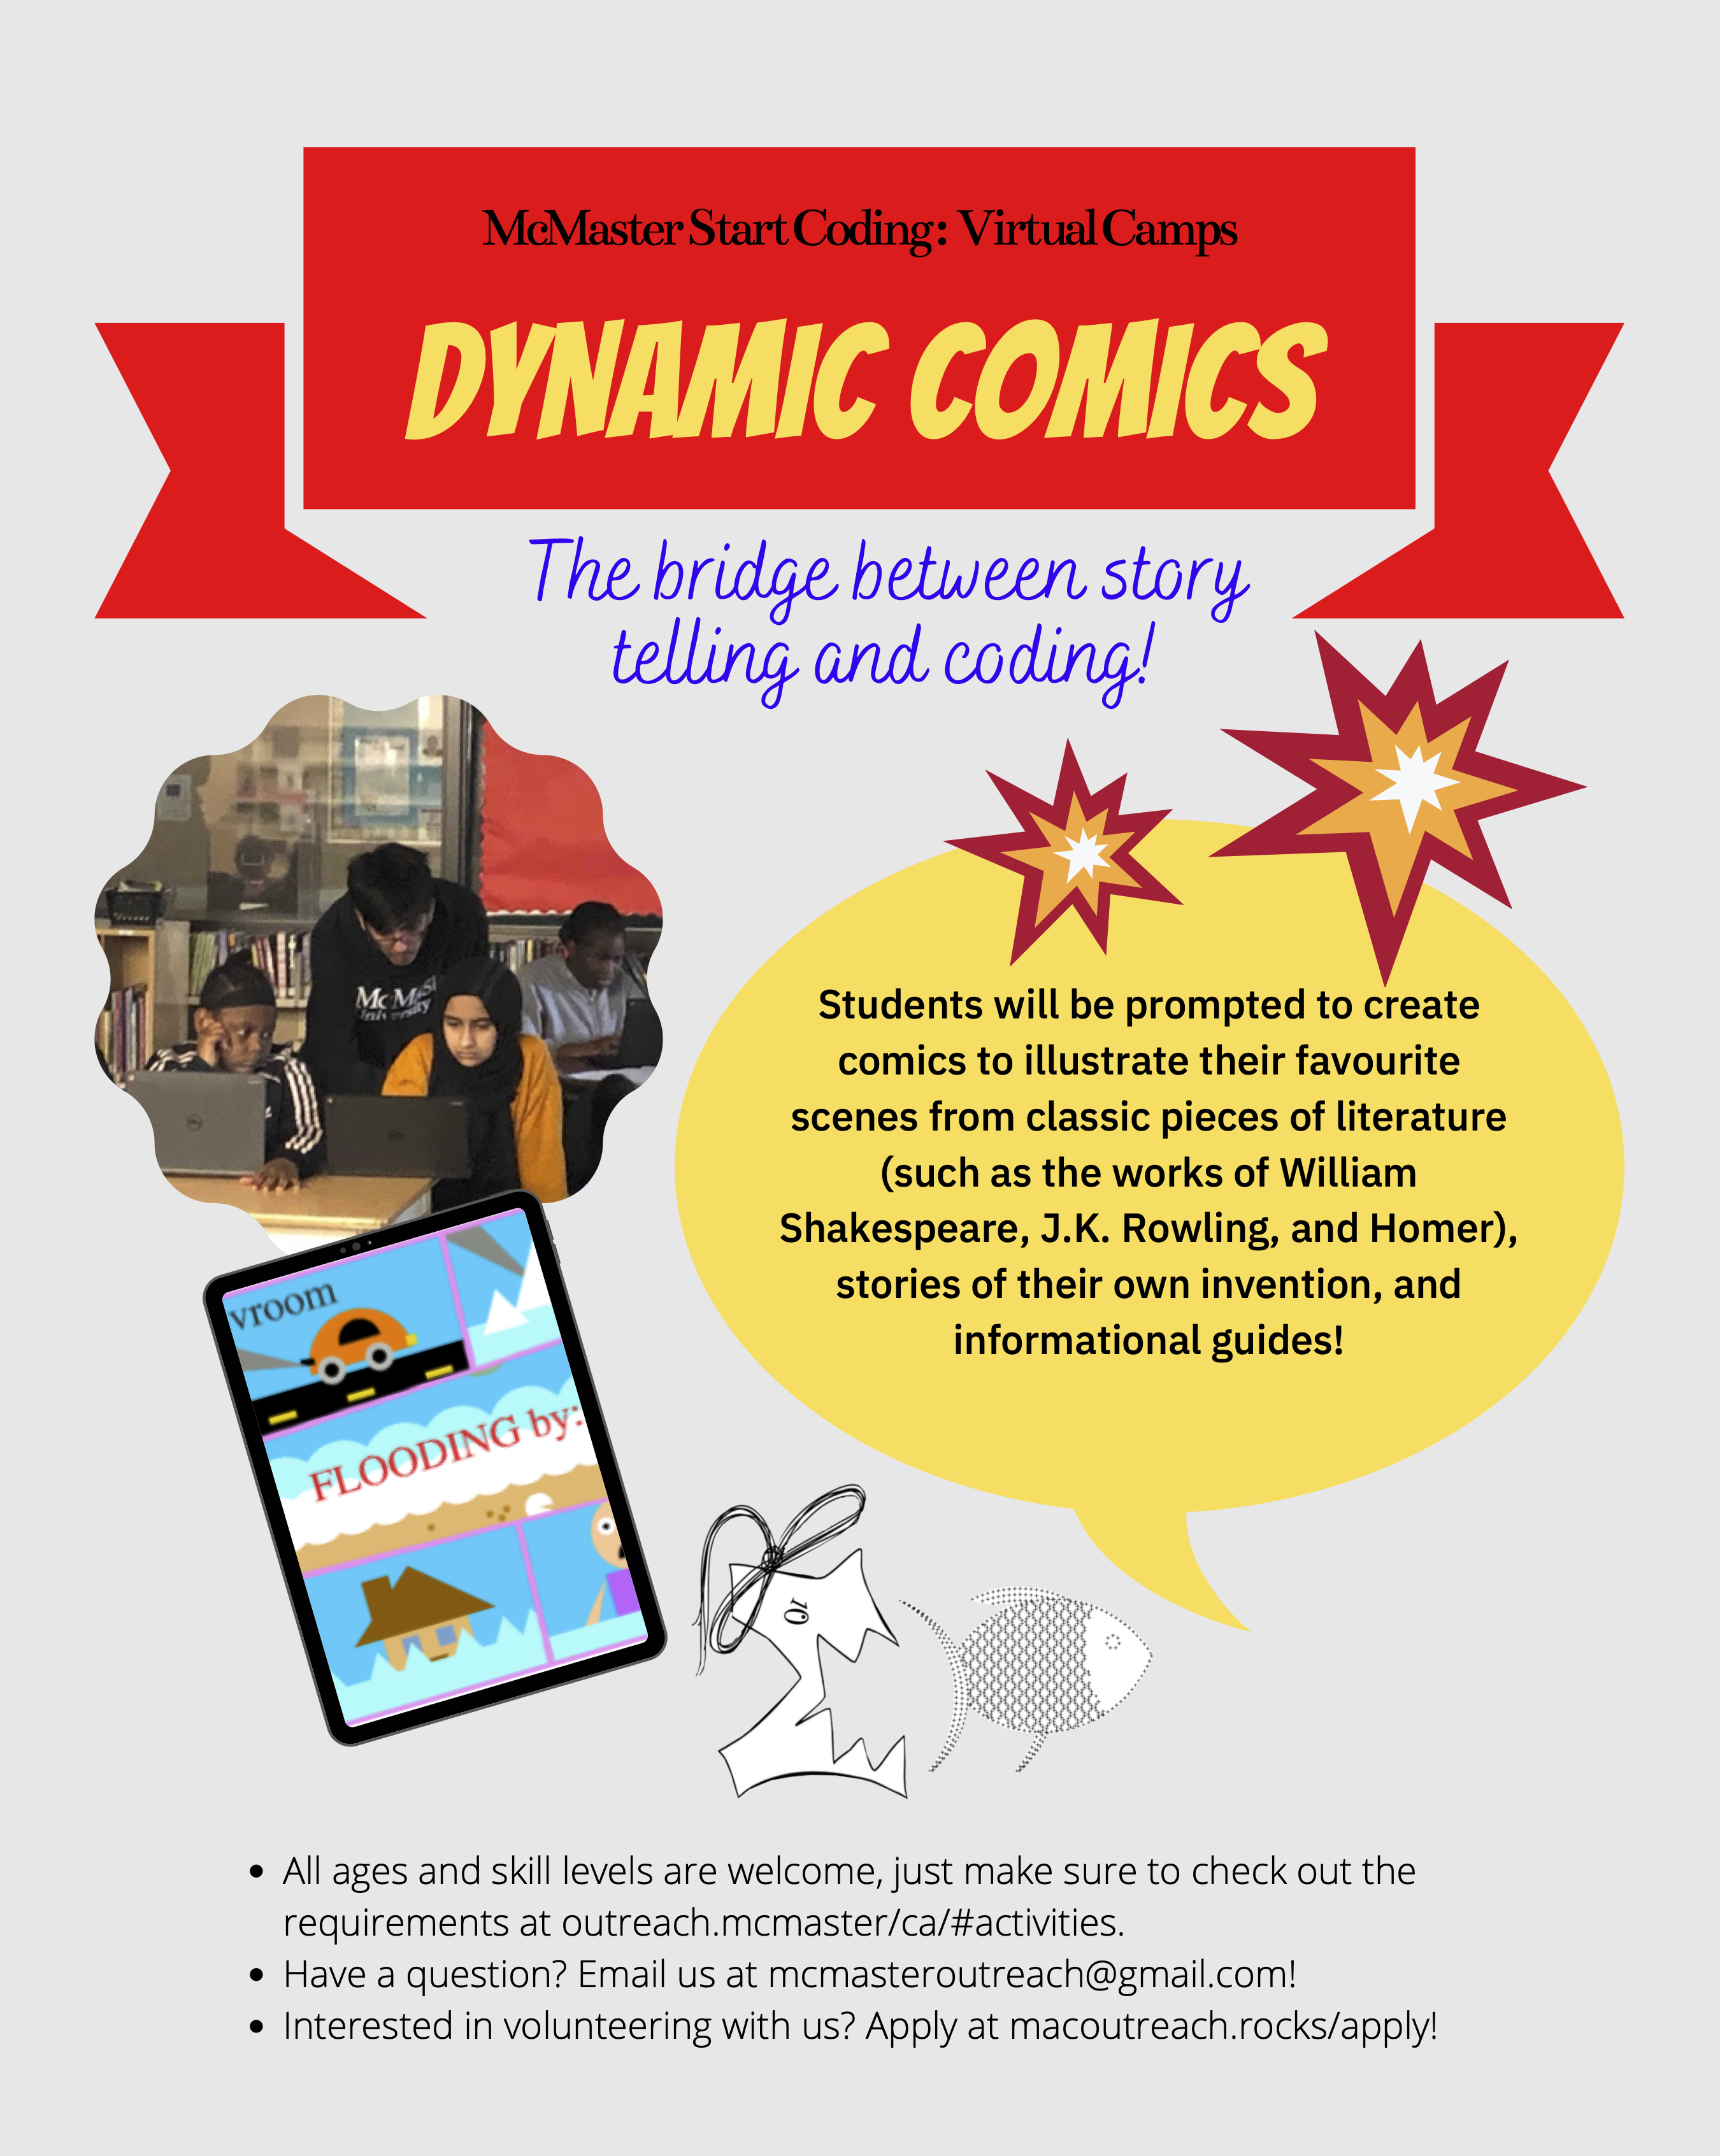 McMaster Start Coding: Virtual Camps
DYNAMIC COMICS
The bridge between story
telling and coding!
McMaster
University
Students will be prompted to create
comics to illustrate their favourite
scenes from classic pieces of literature
(such as the works of William
Shakespeare, J.K. Rowling, and Homer),
stories of their own invention, and
informational guides!
vroom
FLOODING by:
10
• All ages and skill levels are welcome, just make sure to check out the
requirements at outreach.mcmaster/ca/#activities.
• Have a question? Email us at mcmasteroutreach@gmail.com!
• Interested in volunteering with us? Apply at macoutreach.rocks/apply!